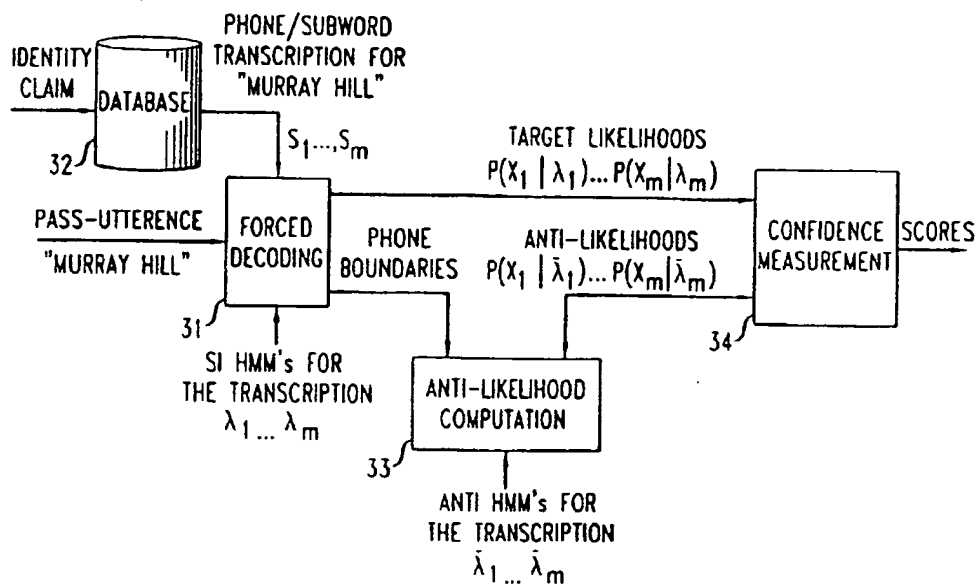 IDENTITY
CLAIM
DATABASE
32
PHONE/SUBWORD
TRANSCRIPTION FOR
"MURRAY HILL"
S₁...,Sₘ
PASS-UTTERENCE
"MURRAY HILL"
FORCED
DECODING
31
SI HMM's FOR
THE TRANSCRIPTION
λ₁... λₘ
PHONE
BOUNDARIES
TARGET LIKELIHOODS
P(X₁ | λ₁)... P(Xₘ|λₘ)
ANTI-LIKELIHOODS
P(X₁ | λ̄₁)... P(Xₘ|λ̄ₘ)
ANTI-LIKELIHOOD
COMPUTATION
33
ANTI HMM's FOR
THE TRANSCRIPTION
λ̄₁... λ̄ₘ
CONFIDENCE
MEASUREMENT
34
SCORES